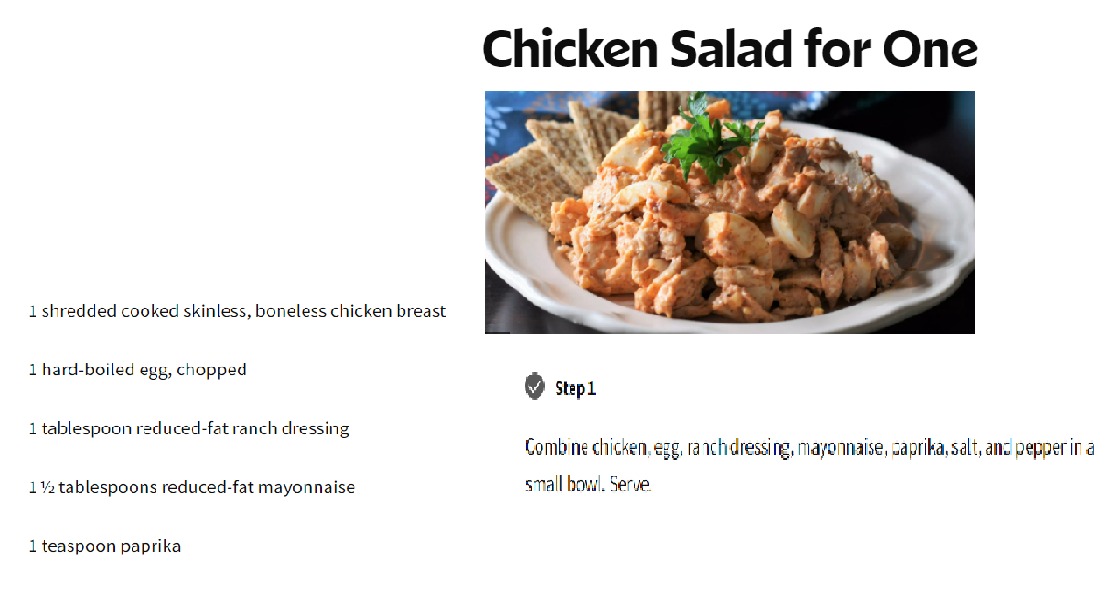 Chicken Salad for One
1 shredded cooked skinless, boneless chicken breast
1 hard-boiled egg, chopped
1 tablespoon reduced-fat ranch dressing
1 ½ tablespoons reduced-fat mayonnaise
1 teaspoon paprika
Step 1
Combine chicken, egg, ranch dressing, mayonnaise, paprika, salt, and pepper in a
small bowl. Serve.